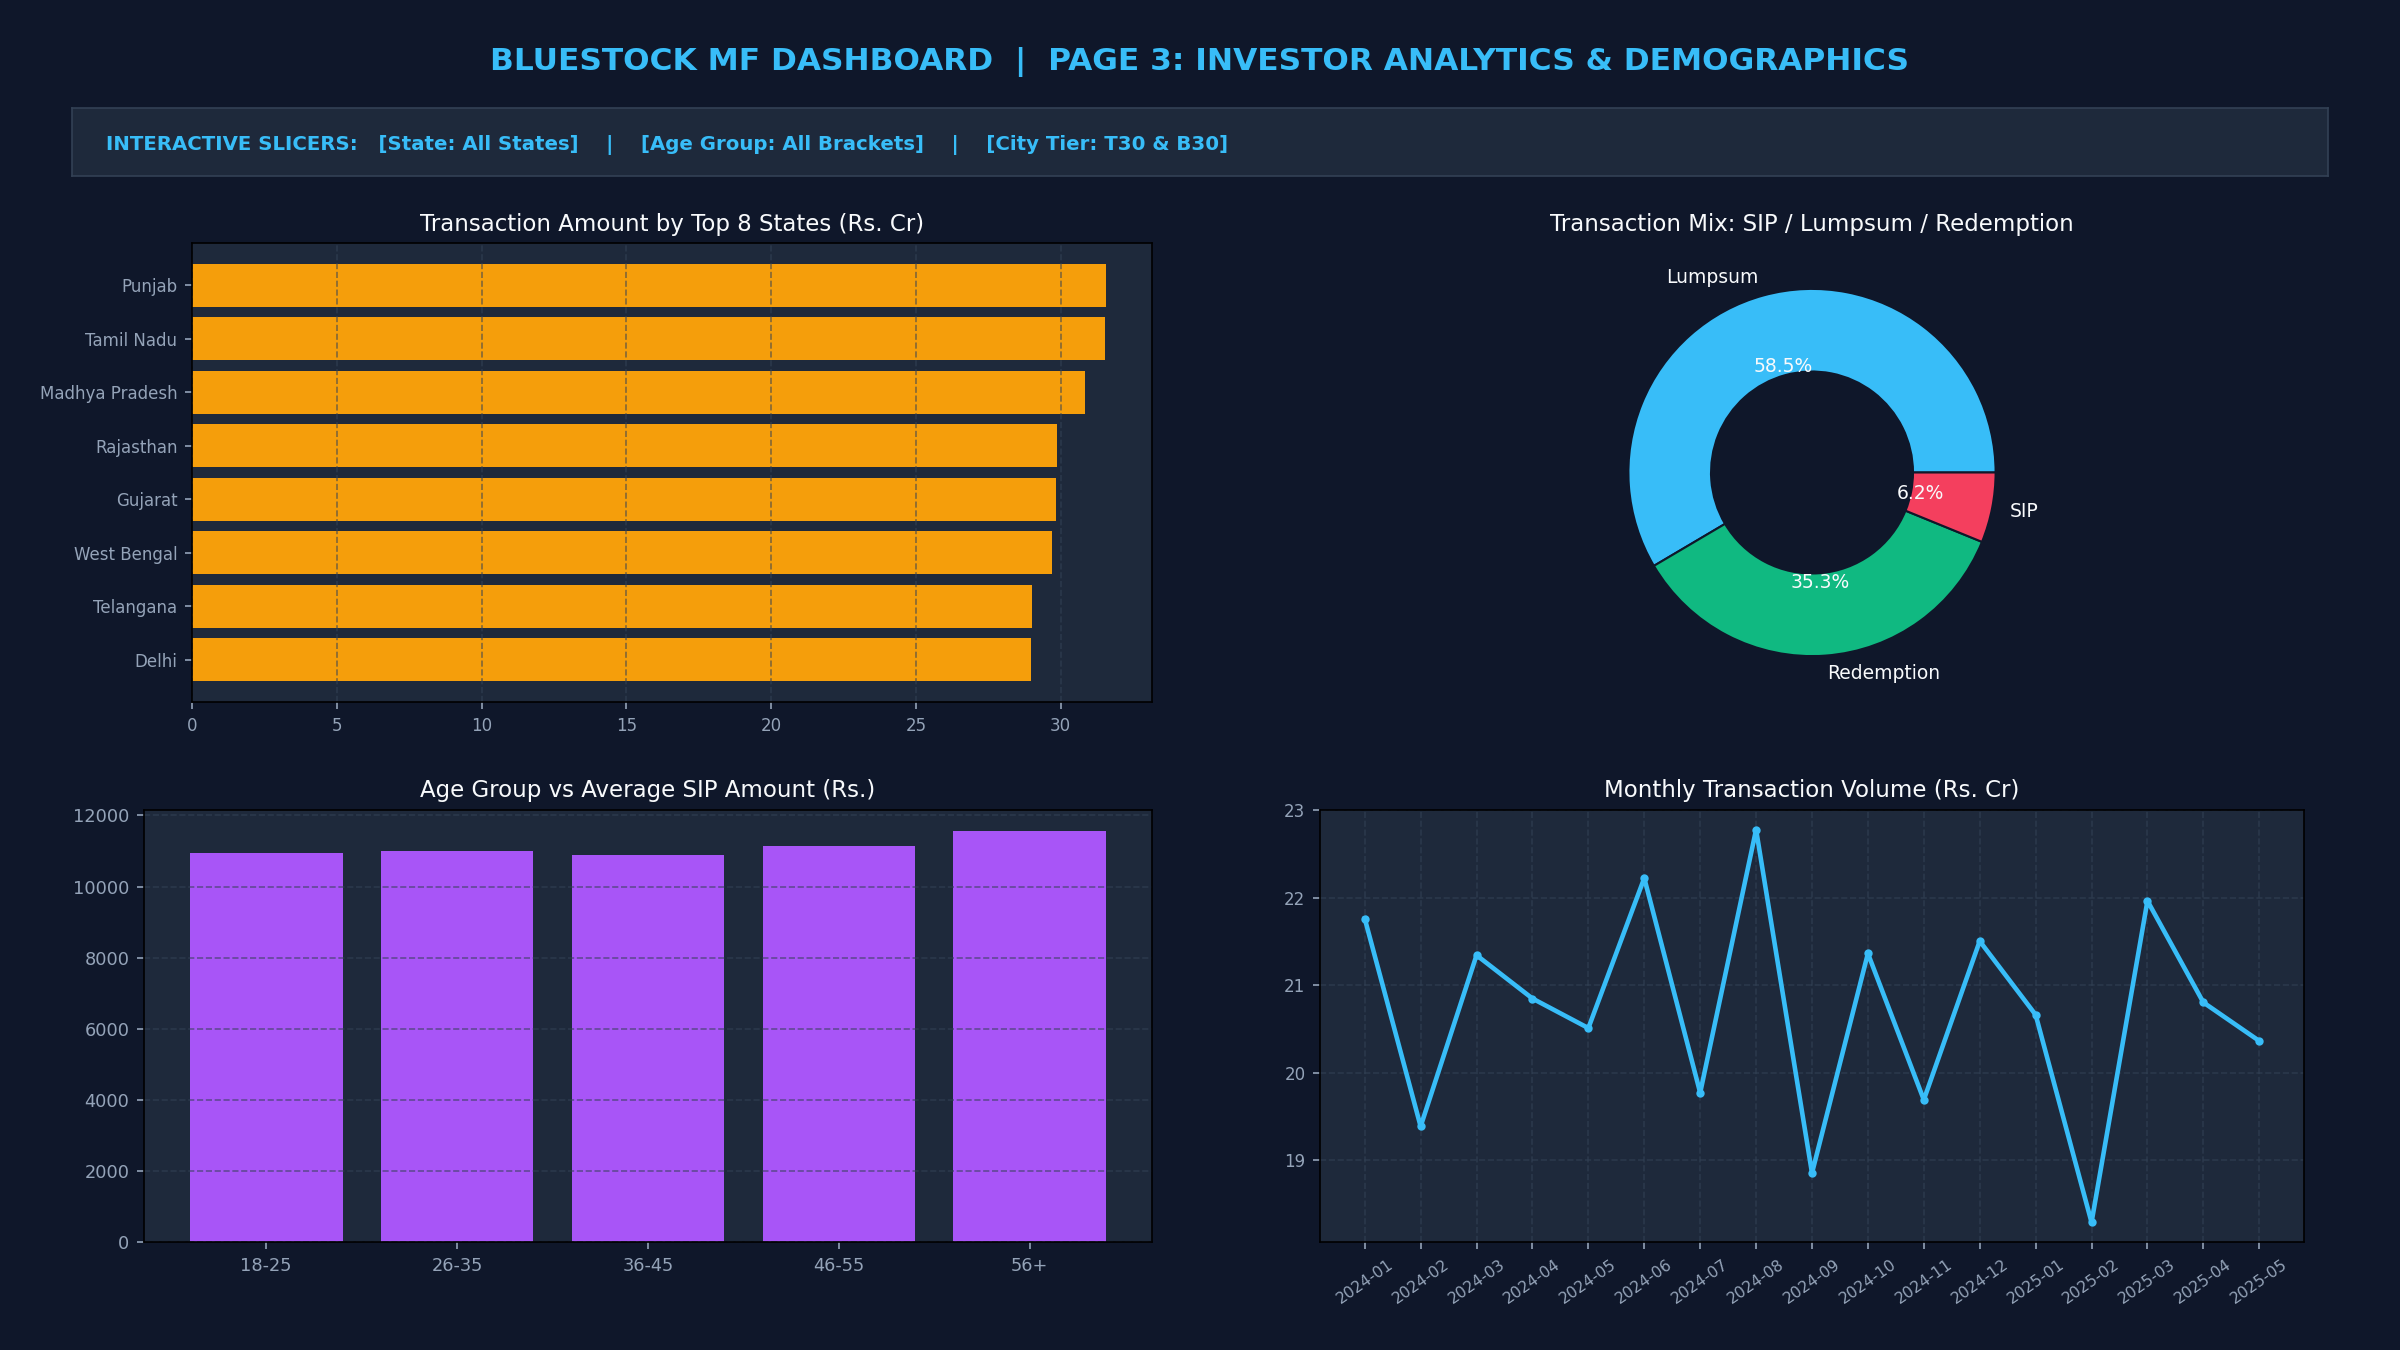 BLUESTOCK MF DASHBOARD | PAGE 3: INVESTOR ANALYTICS & DEMOGRAPHICS
INTERACTIVE SLICERS: [State: All States] | [Age Group: All Brackets] | [City Tier: T30 & B30]
Transaction Amount by Top 8 States (Rs. Cr)
Punjab
Tamil Nadu
Madhya Pradesh
Rajasthan
Gujarat
West Bengal
Telangana
Delhi
0 5 10 15 20 25 30
Transaction Mix: SIP / Lumpsum / Redemption
Lumpsum
58.5%
6.2%
SIP
35.3%
Redemption
Age Group vs Average SIP Amount (Rs.)
12000
10000
8000
6000
4000
2000
0
18-25 26-35 36-45 46-55 56+
Monthly Transaction Volume (Rs. Cr)
23
22
21
20
19
2024-01 2024-02 2024-03 2024-04 2024-05 2024-06 2024-07 2024-08 2024-09 2024-10 2024-11 2024-12 2025-01 2025-02 2025-03 2025-04 2025-05